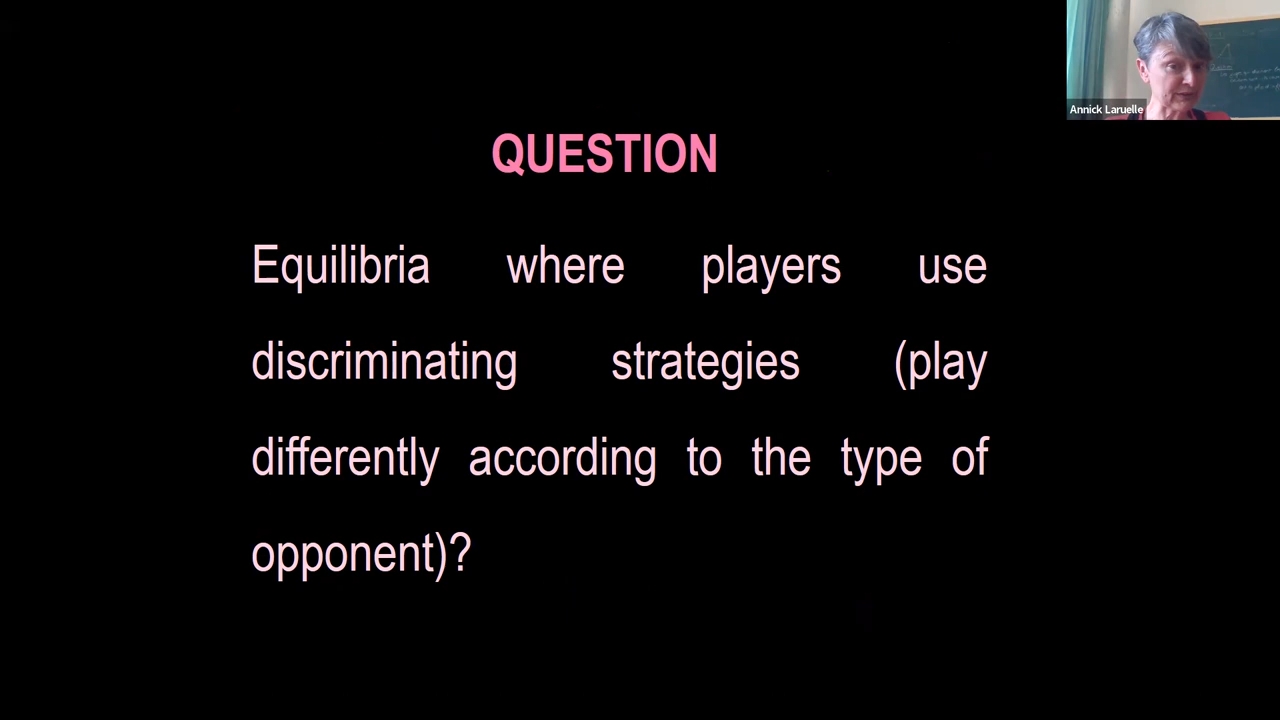 Annick Laruelle
QUESTION
Equilibria where players use
discriminating strategies (play
differently according to the type of
opponent)?